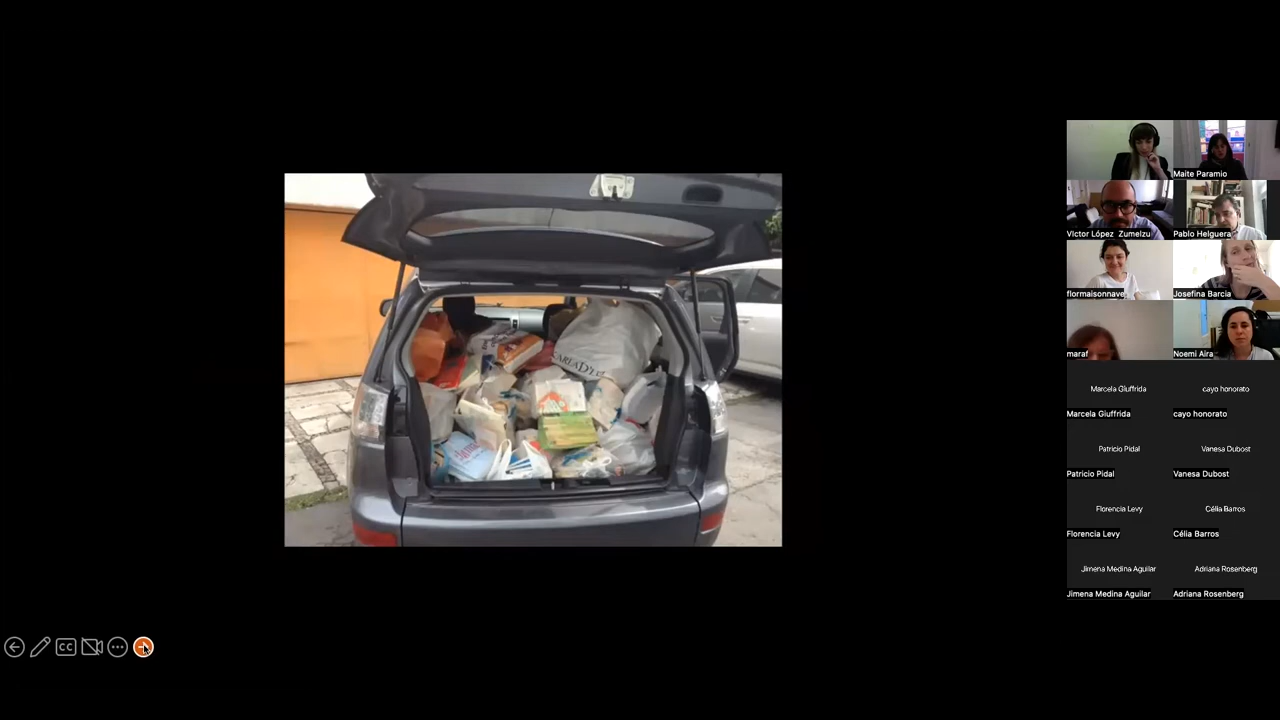 Maite Paramio
Víctor López Zumelzu
Pablo Helguera
flormaisonnave
Josefina Barcia
maraf
Noemi Aira
Marcela Giuffrida
cayo honorato
Marcela Giuffrida
cayo honorato
Patricio Pidal
Vanesa Dubost
Patricio Pidal
Vanesa Dubost
Florencia Levy
Célia Barros
Florencia Levy
Célia Barros
Jimena Medina Aguilar
Adriana Rosenberg
Jimena Medina Aguilar
Adriana Rosenberg
CC